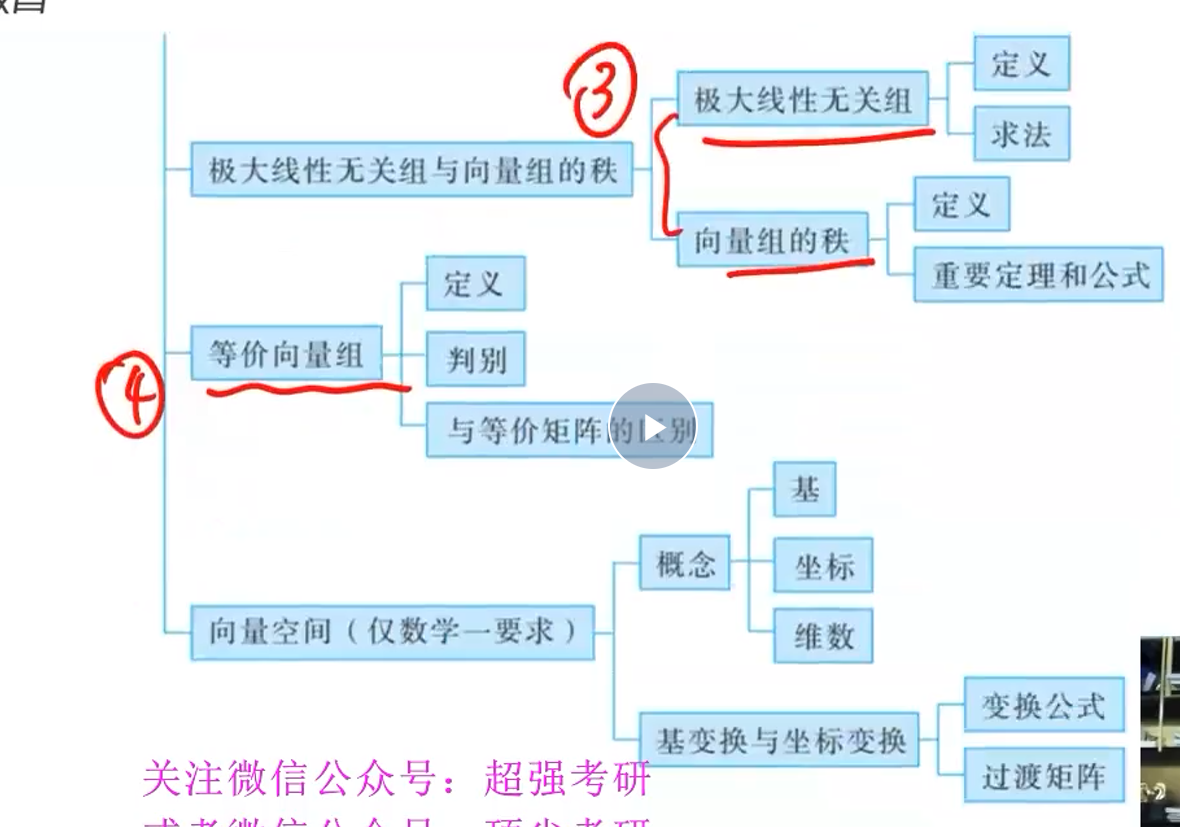 ③
极大线性无关组
定义
求法
极大线性无关组与向量组的秩
向量组的秩
定义
重要定理和公式
④
等价向量组
定义
判别
与等价矩阵的区别
向量空间（仅数学一要求）
概念
基
坐标
维数
基变换与坐标变换
变换公式
过渡矩阵
关注微信公众号：超强考研